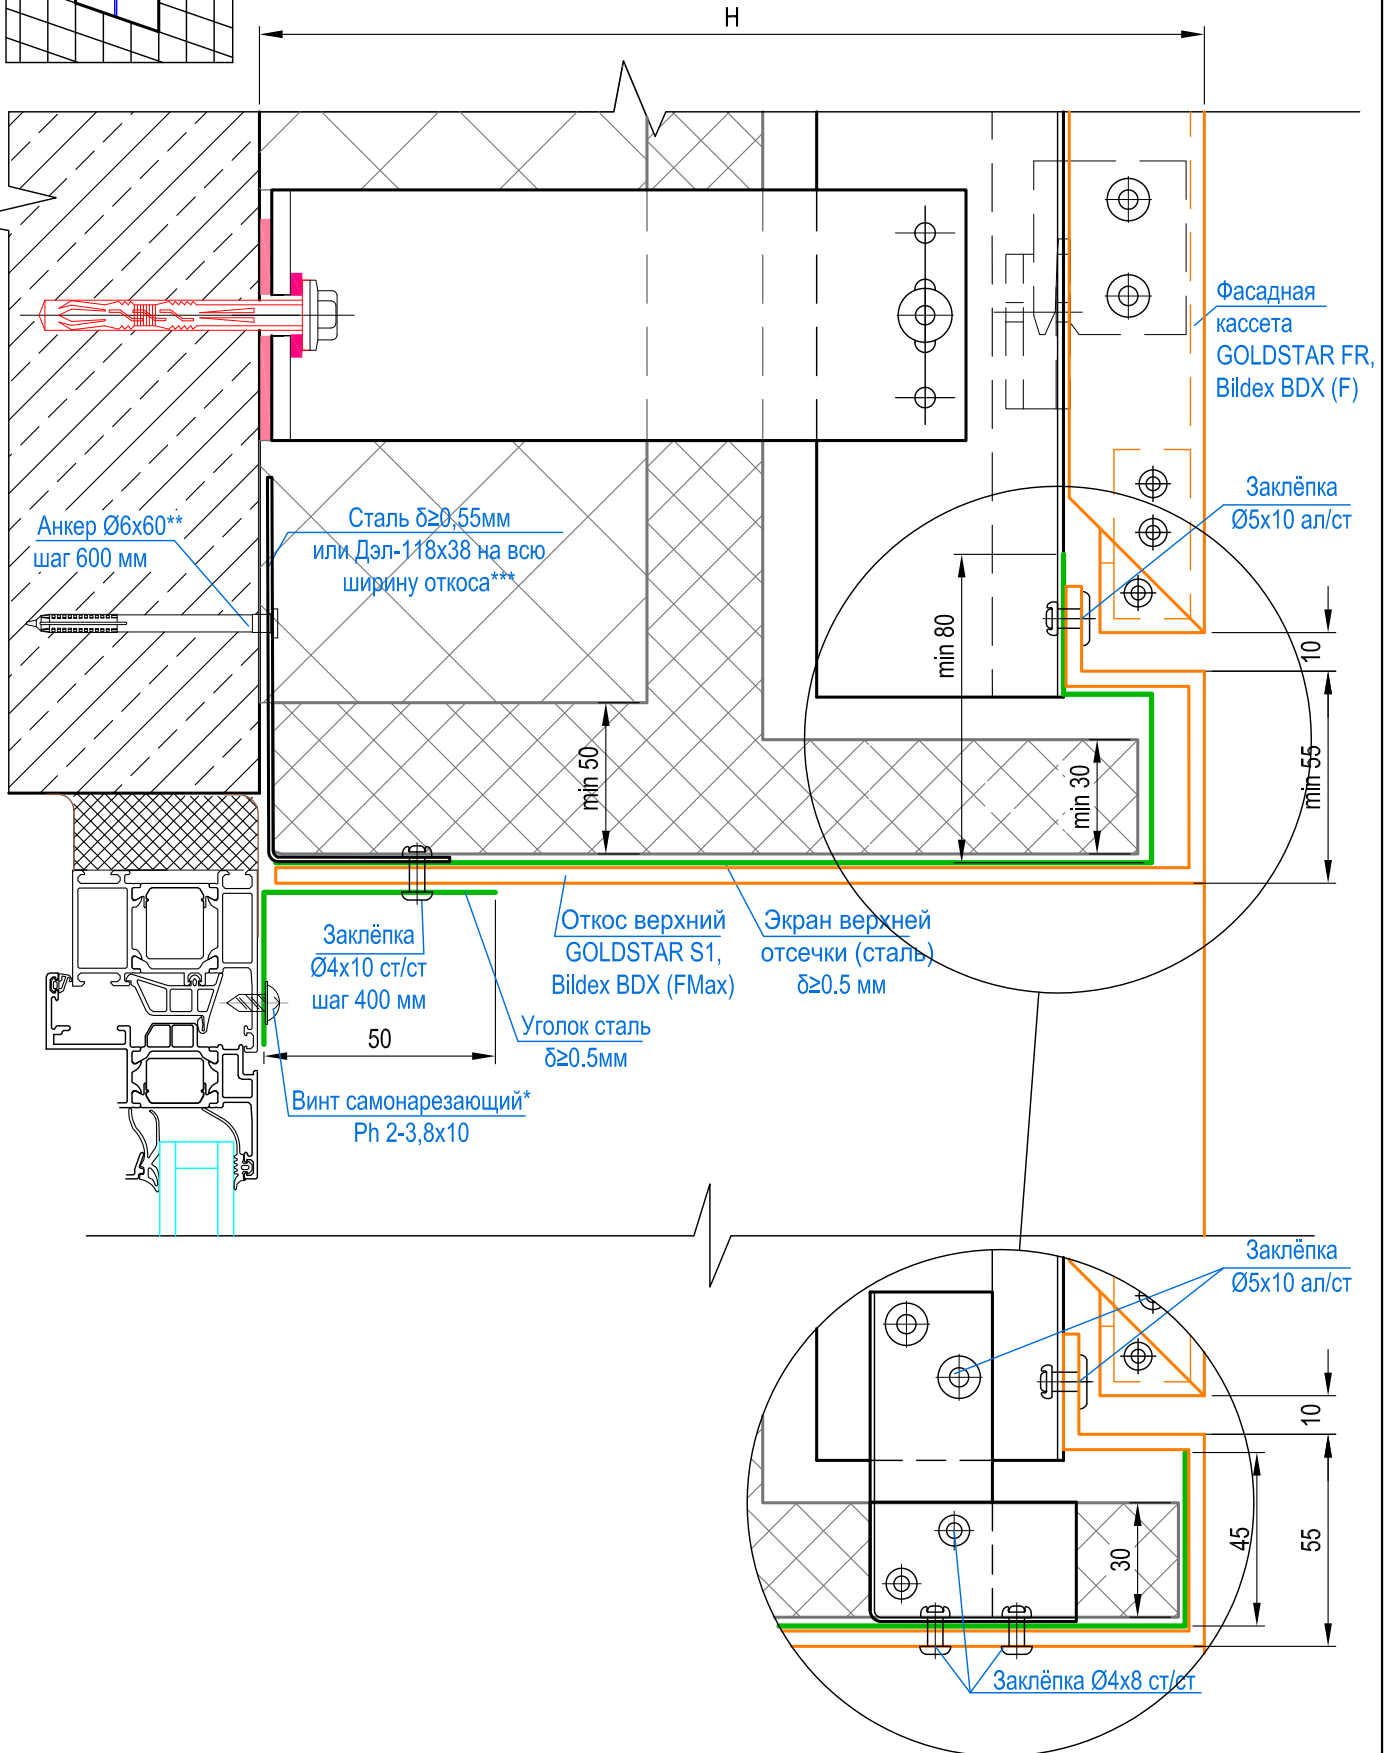 H
Фасадная
кассета
GOLDSTAR FR,
Bildex BDX (F)
Заклёпка
Ø5x10 ал/ст
Анкер Ø6x60**
шаг 600 мм
Сталь δ≥0,55мм
или Дэл-118x38 на всю
ширину откоса***
min 80
10
min 50
min 30
min 55
Откос верхний
GOLDSTAR S1,
Bildex BDX (FMax)
Экран верхней
отсечки (сталь)
δ≥0.5 мм
Заклёпка
Ø4x10 ст/ст
шаг 400 мм
50
Уголок сталь
δ≥0.5мм
Винт самонарезающий*
Ph 2-3,8x10
Заклёпка
Ø5x10 ал/ст
10
30
45
55
Заклёпка Ø4x8 ст/ст